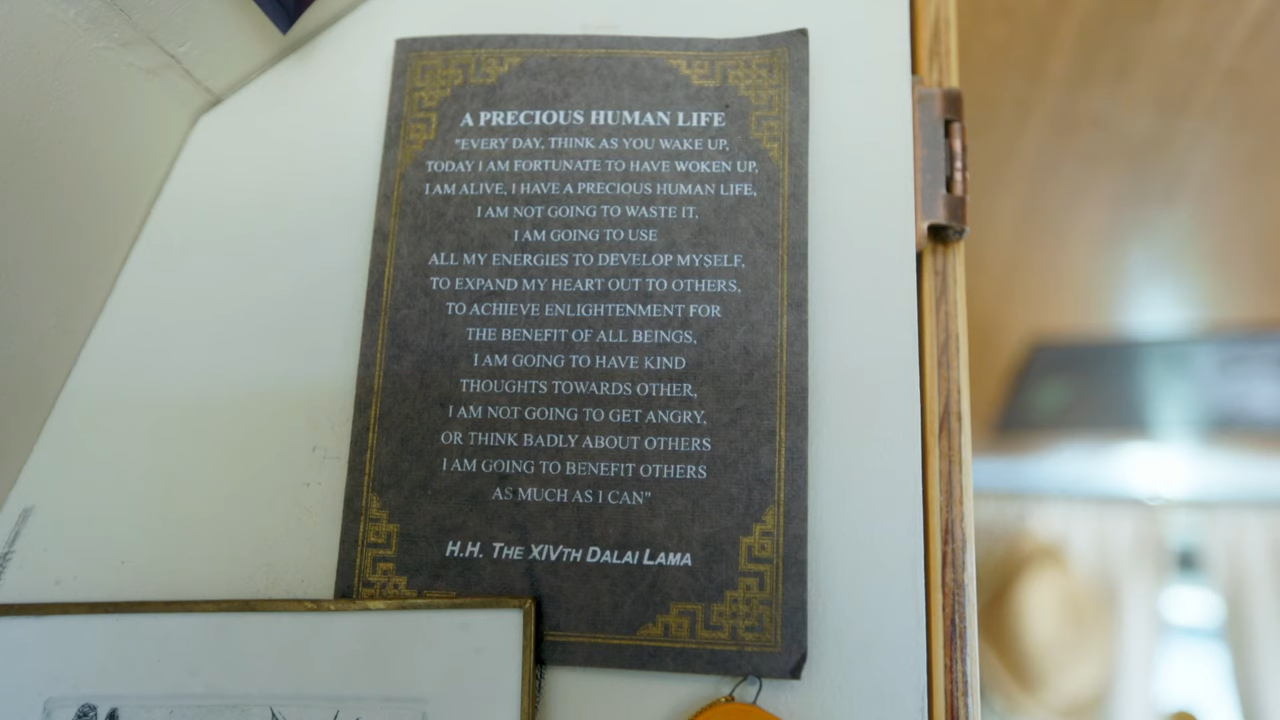 A PRECIOUS HUMAN LIFE
"EVERY DAY, THINK AS YOU WAKE UP,
TODAY I AM FORTUNATE TO HAVE WOKEN UP,
I AM ALIVE, I HAVE A PRECIOUS HUMAN LIFE,
I AM NOT GOING TO WASTE IT,
I AM GOING TO USE
ALL MY ENERGIES TO DEVELOP MYSELF,
TO EXPAND MY HEART OUT TO OTHERS,
TO ACHIEVE ENLIGHTENMENT FOR
THE BENEFIT OF ALL BEINGS,
I AM GOING TO HAVE KIND
THOUGHTS TOWARDS OTHER,
I AM NOT GOING TO GET ANGRY,
OR THINK BADLY ABOUT OTHERS
I AM GOING TO BENEFIT OTHERS
AS MUCH AS I CAN"
H.H. THE XIVTH DALAI LAMA